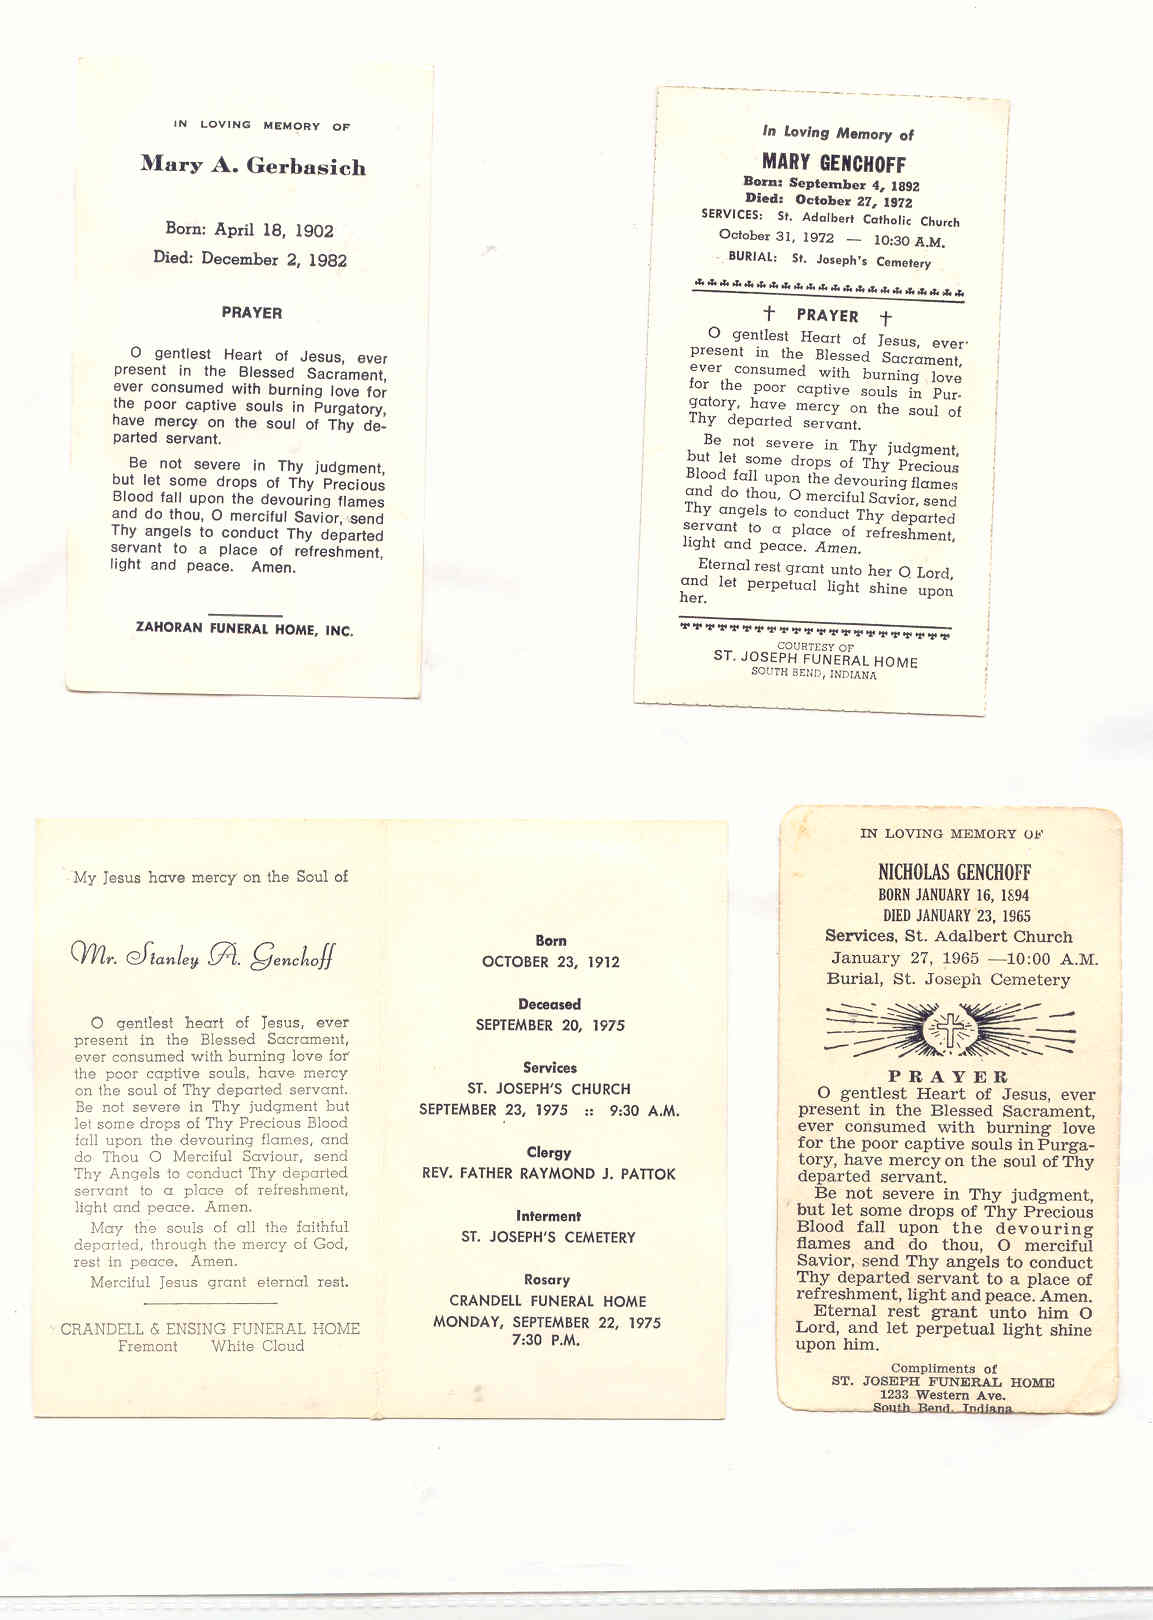 IN LOVING MEMORY OF
Mary A. Gerbasich
Born: April 18, 1902
Died: December 2, 1982
PRAYER
O gentlest Heart of Jesus, ever
present in the Blessed Sacrament,
ever consumed with burning love for
the poor captive souls in Purgatory,
have mercy on the soul of Thy de-
parted servant.
Be not severe in Thy judgment,
but let some drops of Thy Precious
Blood fall upon the devouring flames
and do thou, O merciful Savior, send
Thy angels to conduct Thy departed
servant to a place of refreshment,
light and peace. Amen.
ZAHORAN FUNERAL HOME, INC.
In Loving Memory of
MARY GENCHOFF
Born: September 4, 1892
Died: October 27, 1972
SERVICES: St. Adalbert Catholic Church
October 31, 1972 — 10:30 A.M.
BURIAL: St. Joseph's Cemetery
† PRAYER †
O gentlest Heart of Jesus, ever
present in the Blessed Sacrament,
ever consumed with burning love
for the poor captive souls in Pur-
gatory, have mercy on the soul of
Thy departed servant.
Be not severe in Thy judgment,
but let some drops of Thy Precious
Blood fall upon the devouring flames
and do thou, O merciful Savior, send
Thy angels to conduct Thy departed
servant to a place of refreshment,
light and peace. Amen.
Eternal rest grant unto her O Lord,
and let perpetual light shine upon
her.
COURTESY OF
ST. JOSEPH FUNERAL HOME
SOUTH BEND, INDIANA
My Jesus have mercy on the Soul of
Mr. Stanley A. Genchoff
O gentlest heart of Jesus, ever
present in the Blessed Sacrament,
ever consumed with burning love for
the poor captive souls, have mercy
on the soul of Thy departed servant.
Be not severe in Thy judgment but
let some drops of Thy Precious Blood
fall upon the devouring flames, and
do Thou O Merciful Saviour, send
Thy Angels to conduct Thy departed
servant to a place of refreshment,
light and peace. Amen.
May the souls of all the faithful
departed, through the mercy of God,
rest in peace. Amen.
Merciful Jesus grant eternal rest.
CRANDELL & ENSING FUNERAL HOME
Fremont White Cloud
Born
OCTOBER 23, 1912
Deceased
SEPTEMBER 20, 1975
Services
ST. JOSEPH'S CHURCH
SEPTEMBER 23, 1975 :: 9:30 A.M.
Clergy
REV. FATHER RAYMOND J. PATTOK
Interment
ST. JOSEPH'S CEMETERY
Rosary
CRANDELL FUNERAL HOME
MONDAY, SEPTEMBER 22, 1975
7:30 P.M.
IN LOVING MEMORY OF
NICHOLAS GENCHOFF
BORN JANUARY 16, 1894
DIED JANUARY 23, 1965
Services, St. Adalbert Church
January 27, 1965 —10:00 A.M.
Burial, St. Joseph Cemetery
PRAYER
O gentlest Heart of Jesus, ever
present in the Blessed Sacrament,
ever consumed with burning love
for the poor captive souls in Purga-
tory, have mercy on the soul of Thy
departed servant.
Be not severe in Thy judgment,
but let some drops of Thy Precious
Blood fall upon the devouring
flames and do thou, O merciful
Savior, send Thy angels to conduct
Thy departed servant to a place of
refreshment, light and peace. Amen.
Eternal rest grant unto him O
Lord, and let perpetual light shine
upon him.
Compliments of
ST. JOSEPH FUNERAL HOME
1233 Western Ave.
South Bend, Indiana